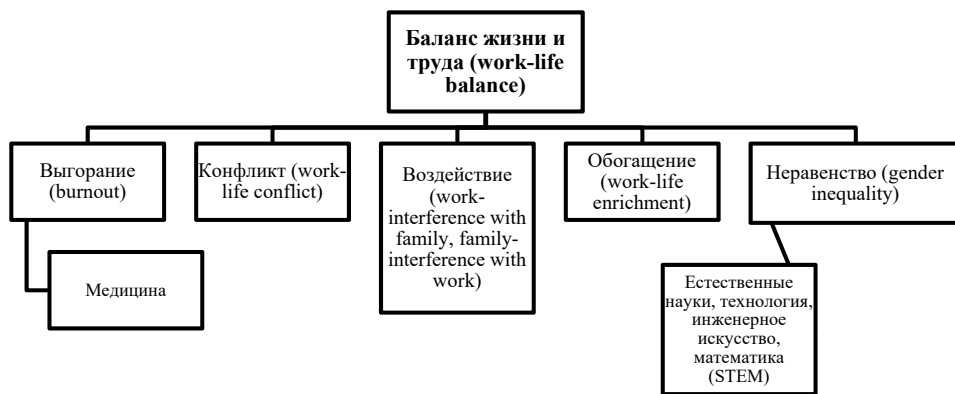 Баланс жизни и
труда (work-life
balance)
Выгорание
(burnout)
Конфликт (work-
life conflict)
Воздействие
(work-
interference with
family, family-
interference with
work)
Обогащение
(work-life
enrichment)
Неравенство (gender
inequality)
Медицина
Естественные
науки, технология,
инженерное
искусство,
математика
(STEM)